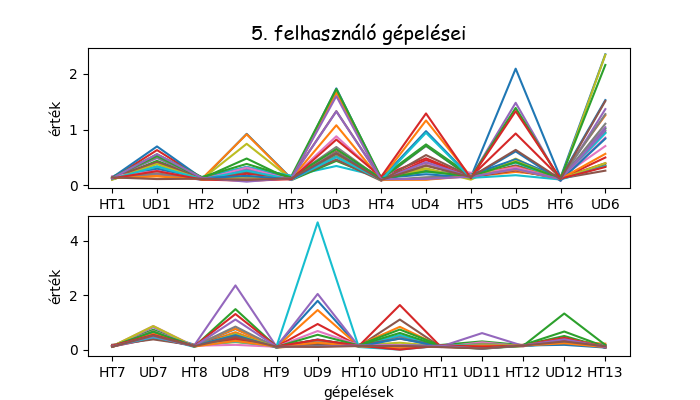 5. felhasználó gépelései
2
1
0
érték
HT1 UD1 HT2 UD2 HT3 UD3 HT4 UD4 HT5 UD5 HT6 UD6
4
2
0
érték
HT7 UD7 HT8 UD8 HT9 UD9 HT10 UD10 HT11 UD11 HT12 UD12 HT13
gépelések